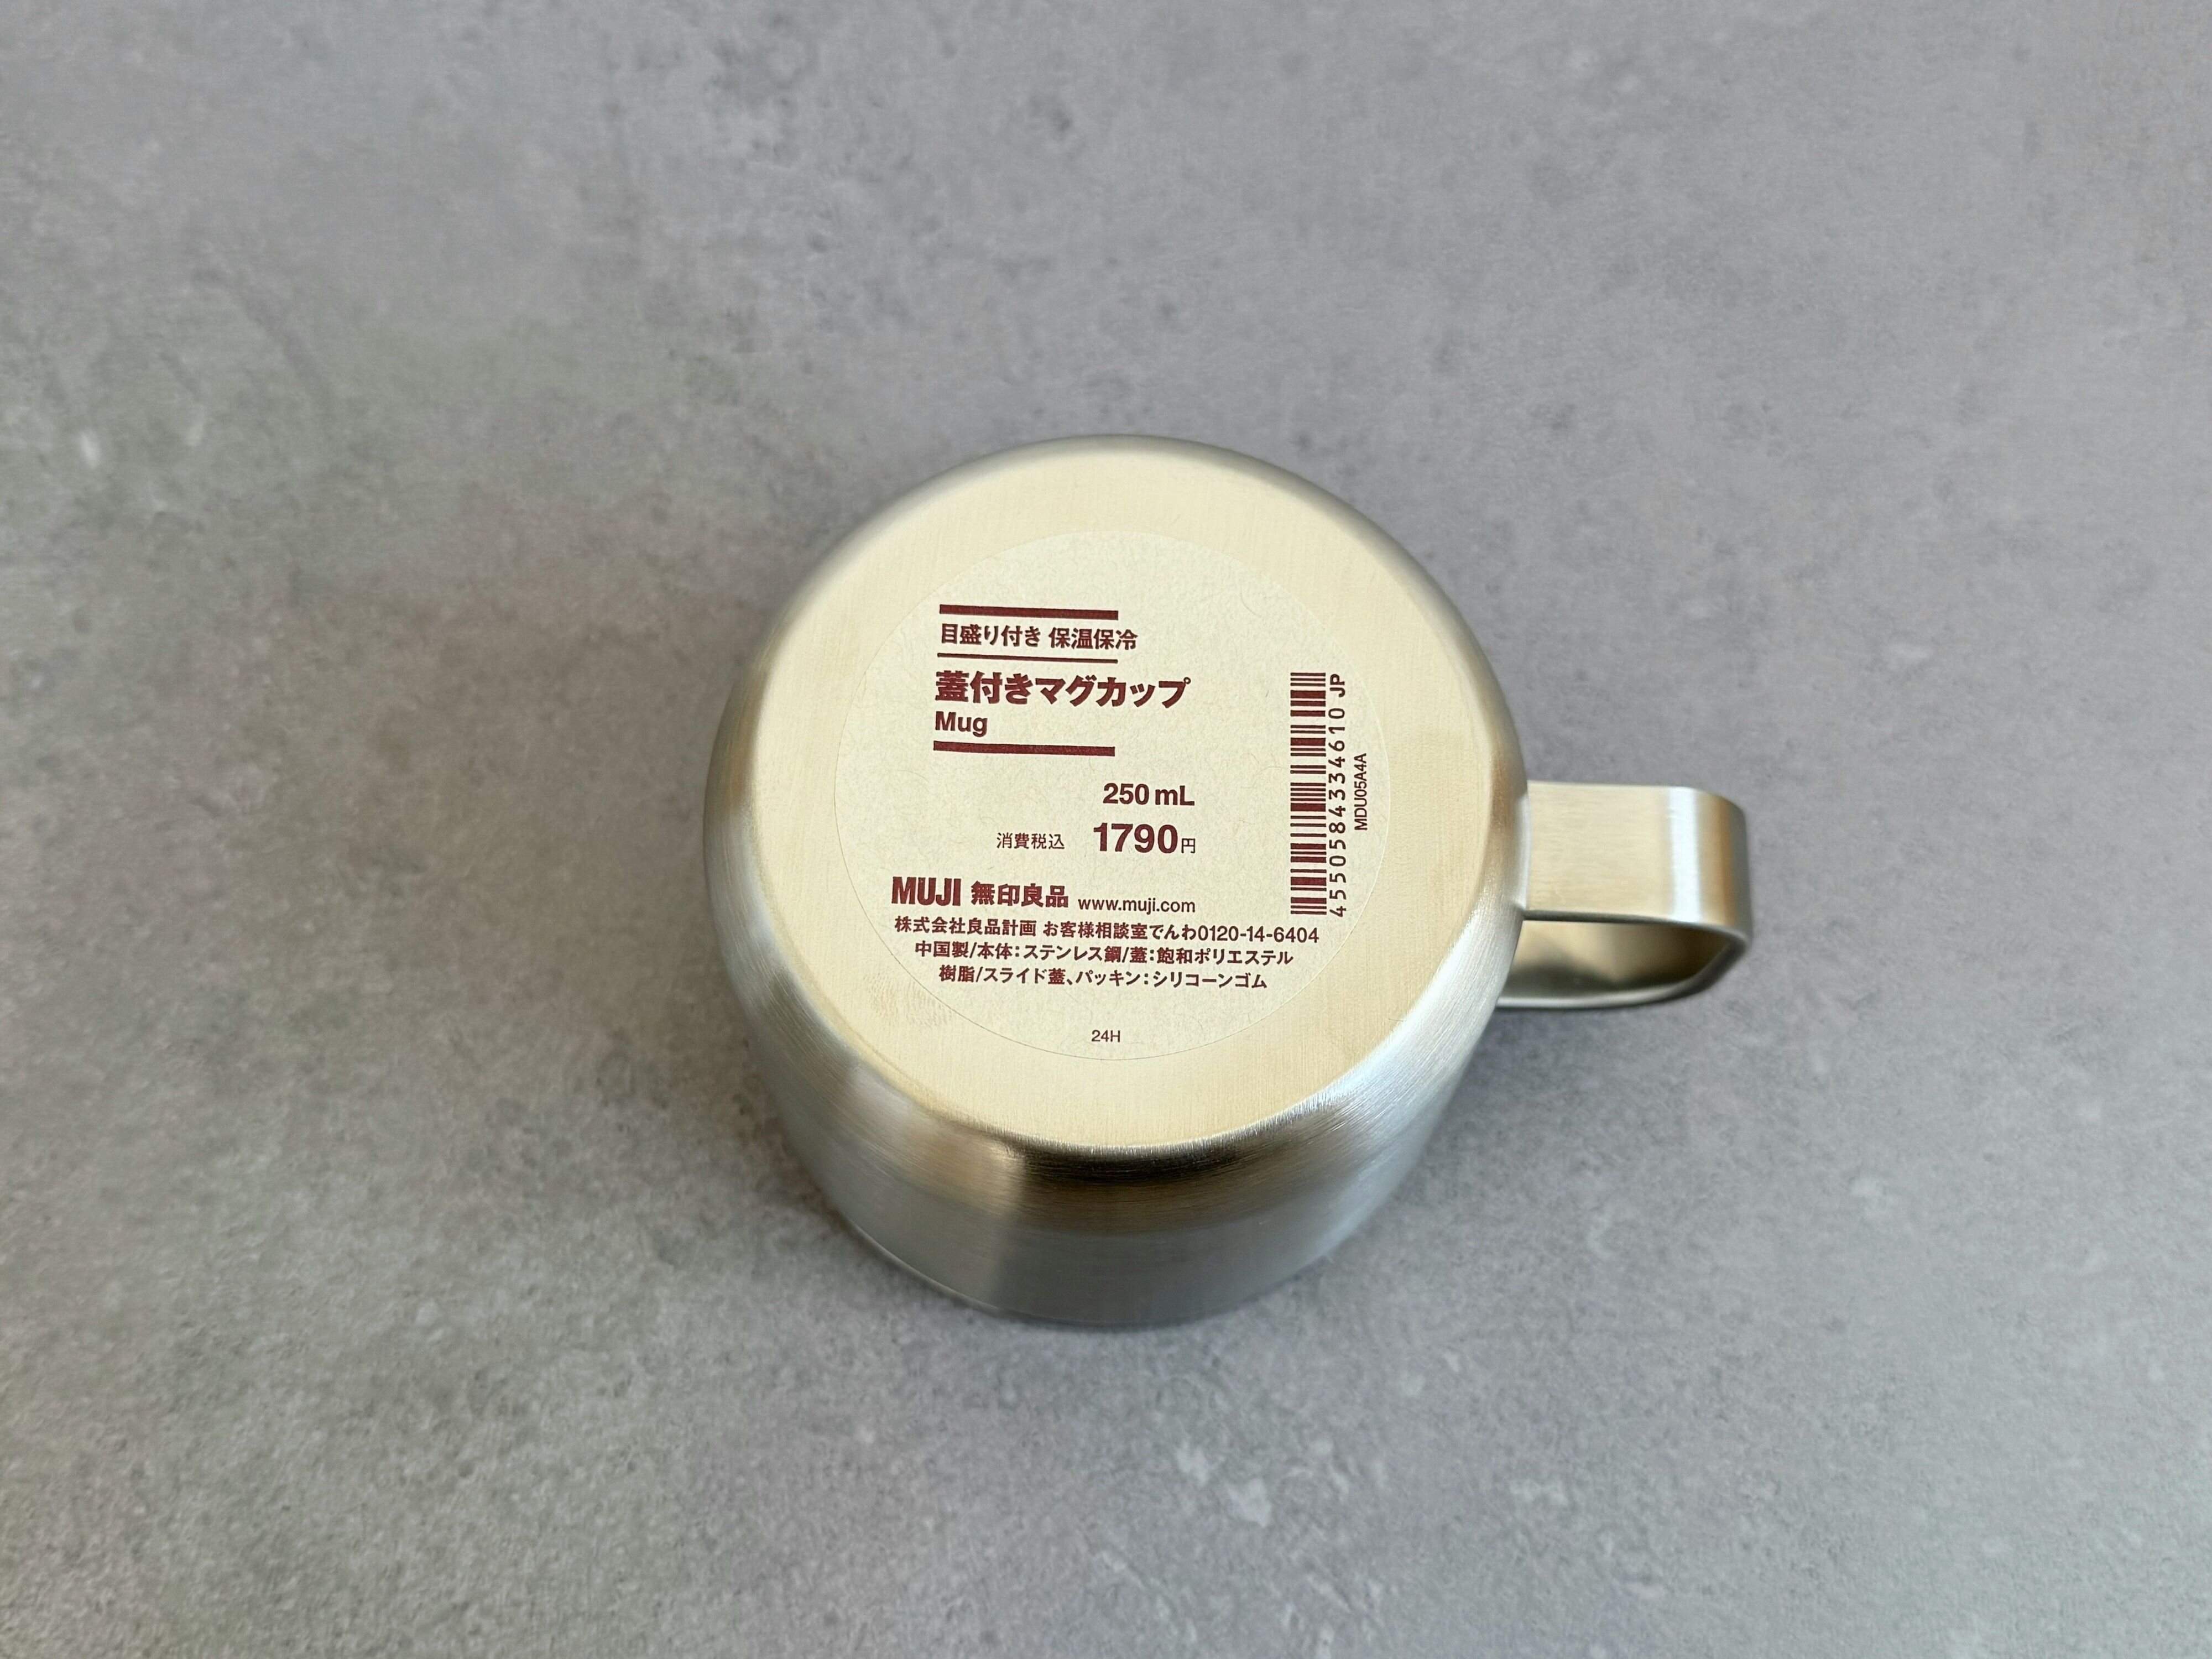 目盛り付き 保温保冷
蓋付きマグカップ
Mug
250 mL
消費税込 1790円
MUJI 無印良品 www.muji.com
株式会社良品計画 お客様相談室でんわ0120-14-6404
中国製/本体：ステンレス鋼/蓋：飽和ポリエステル
樹脂/スライド蓋、パッキン：シリコーンゴム
24H
4550584334610 JP
MDU05A4A